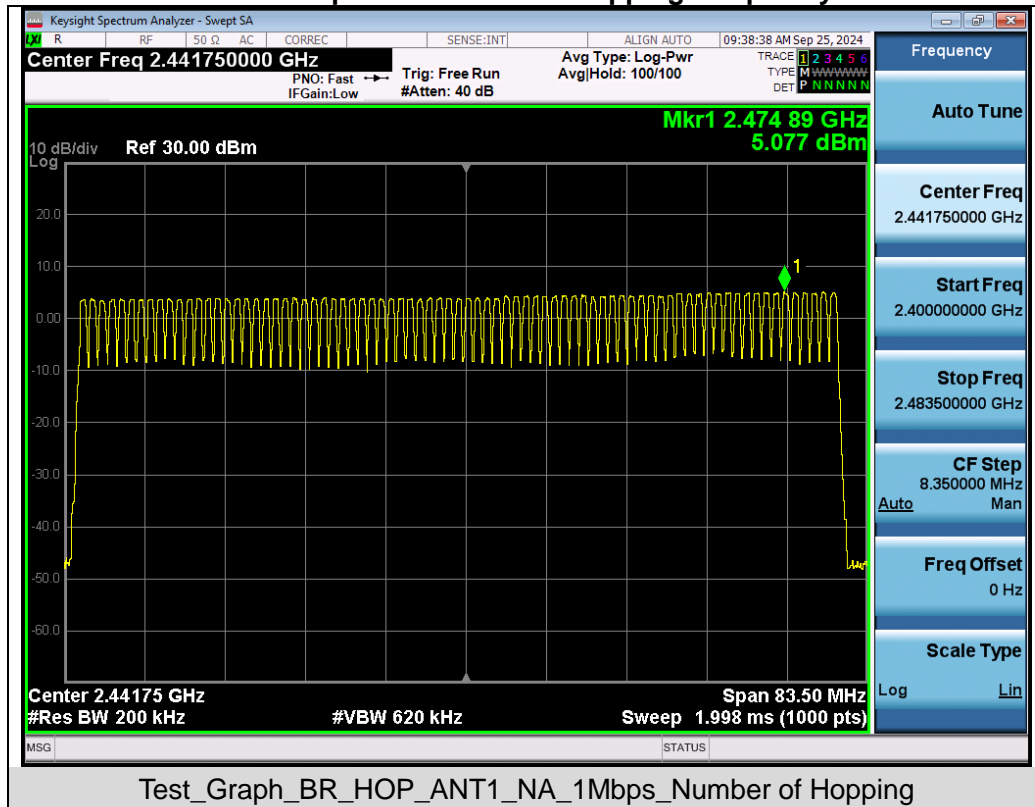 Keysight Spectrum Analyzer - Swept SA
LXI R RF 50 Ω AC CORREC SENSE:INT ALIGN AUTO 09:38:38 AM Sep 25, 2024
Center Freq 2.441750000 GHz
PNO: Fast
IFGain:Low
Trig: Free Run
#Atten: 40 dB
Avg Type: Log-Pwr
Avg|Hold: 100/100
TRACE 1 2 3 4 5 6
TYPE M WWWWW
DET P N N N N N
Mkr1 2.474 89 GHz
5.077 dBm
10 dB/div Ref 30.00 dBm
Log
20.0
10.0
0.00
-10.0
-20.0
-30.0
-40.0
-50.0
-60.0
1
Center 2.44175 GHz Span 83.50 MHz
#Res BW 200 kHz #VBW 620 kHz Sweep 1.998 ms (1000 pts)
MSG STATUS
Frequency
Auto Tune
Center Freq
2.441750000 GHz
Start Freq
2.400000000 GHz
Stop Freq
2.483500000 GHz
CF Step
8.350000 MHz
Auto Man
Freq Offset
0 Hz
Scale Type
Log Lin
Test_Graph_BR_HOP_ANT1_NA_1Mbps_Number of Hopping